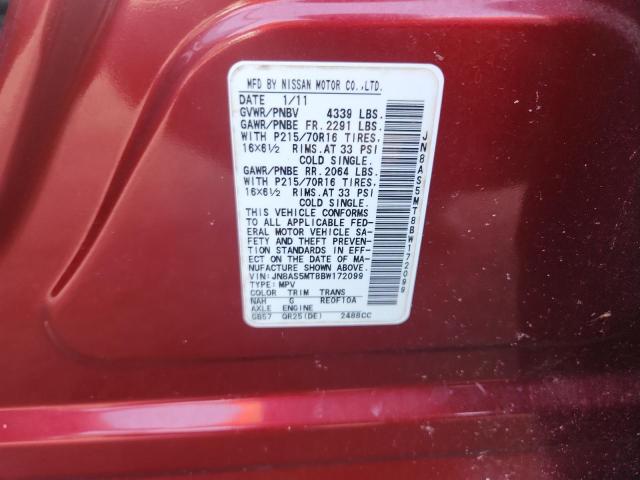 MFD BY NISSAN MOTOR CO.,LTD.
DATE 1/11
GVWR/PNBV 4339 LBS.
GAWR/PNBE FR. 2291 LBS.
WITH P215/70R16 TIRES,
16×6½ RIMS. AT 33 PSI
COLD SINGLE.
GAWR/PNBE RR. 2064 LBS.
WITH P215/70R16 TIRES,
16×6½ RIMS. AT 33 PSI
COLD SINGLE.
THIS VEHICLE CONFORMS
TO ALL APPLICABLE FED-
ERAL MOTOR VEHICLE SA-
FETY AND THEFT PREVEN-
TION STANDARDS IN EFF-
ECT ON THE DATE OF MA-
NUFACTURE SHOWN ABOVE.
VIN: JN8AS5MT8BW172099
TYPE: MPV
COLOR TRIM TRANS
NAH G RE0F10A
AXLE ENGINE
GB57 QR25(DE) 2488CC
JN8AS5MT8BW172099